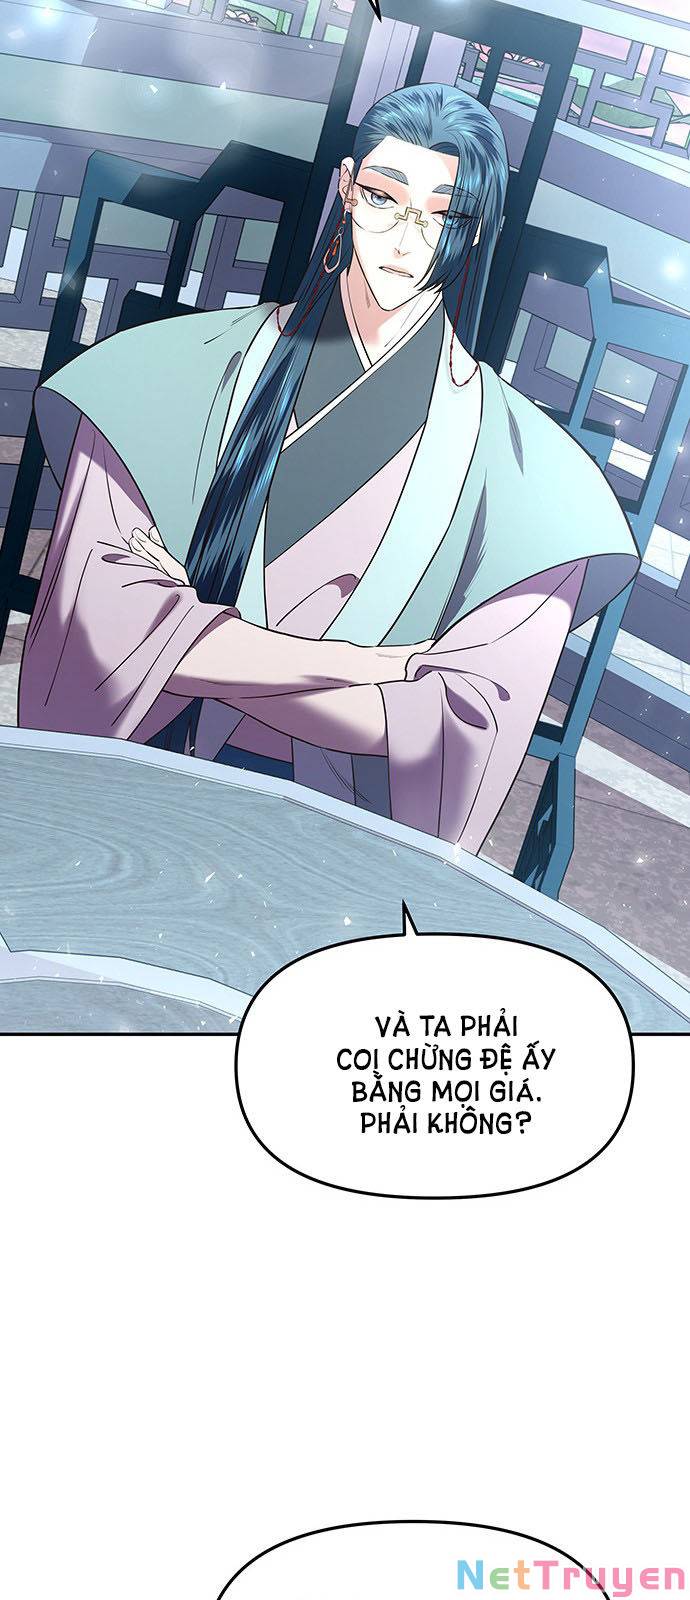 VÀ TA PHẢI
COI CHỪNG ĐỆ ẤY
BẰNG MỌI GIÁ.
PHẢI KHÔNG?
NetTruyen